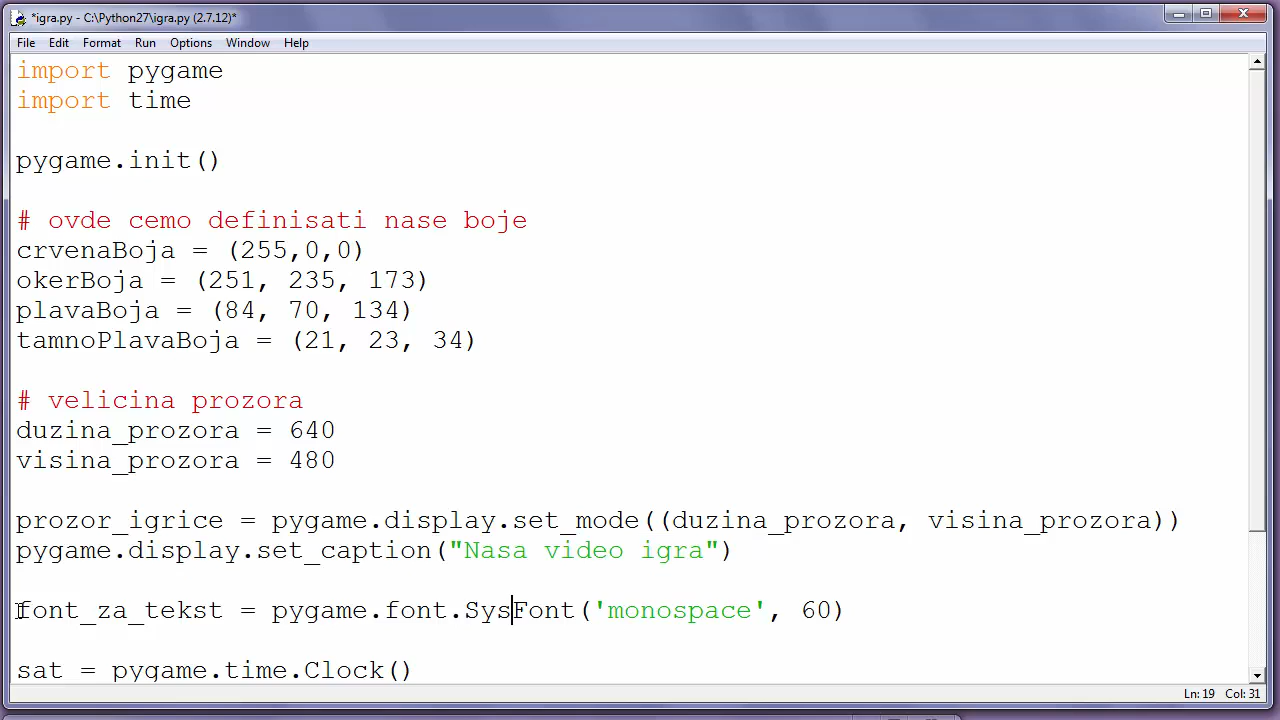 *igra.py - C:\Python27\igra.py (2.7.12)*
File Edit Format Run Options Window Help
import pygame
import time
pygame.init()
# ovde cemo definisati nase boje
crvenaBoja = (255,0,0)
okerBoja = (251, 235, 173)
plavaBoja = (84, 70, 134)
tamnoPlavaBoja = (21, 23, 34)
# velicina prozora
duzina_prozora = 640
visina_prozora = 480
prozor_igrice = pygame.display.set_mode((duzina_prozora, visina_prozora))
pygame.display.set_caption("Nasa video igra")
font_za_tekst = pygame.font.SysFont('monospace', 60)
sat = pygame.time.Clock()
Ln: 19 Col: 31